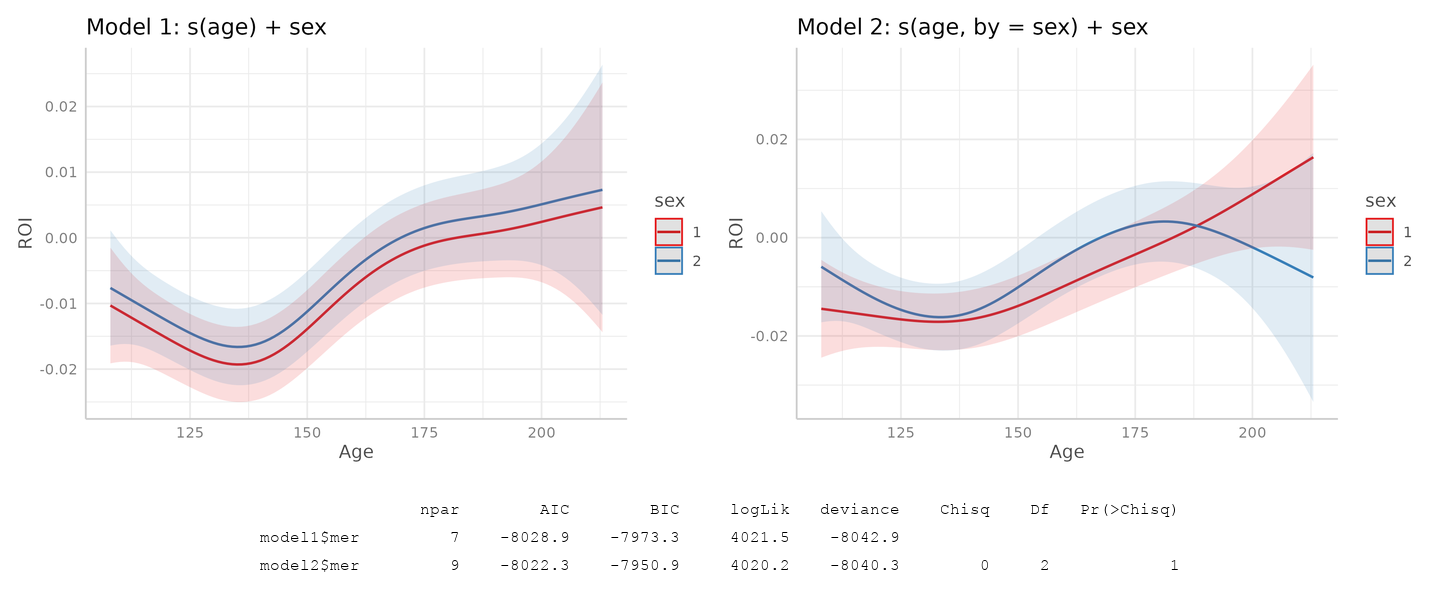 Model 1: s(age) + sex
0.02
0.01
0.00
-0.01
-0.02
ROI
125 150 175 200
Age
sex
1
2
Model 2: s(age, by = sex) + sex
0.02
0.00
-0.02
ROI
125 150 175 200
Age
sex
1
2
npar AIC BIC logLik deviance Chisq Df Pr(>Chisq)
model1$mer 7 -8028.9 -7973.3 4021.5 -8042.9
model2$mer 9 -8022.3 -7950.9 4020.2 -8040.3 0 2 1